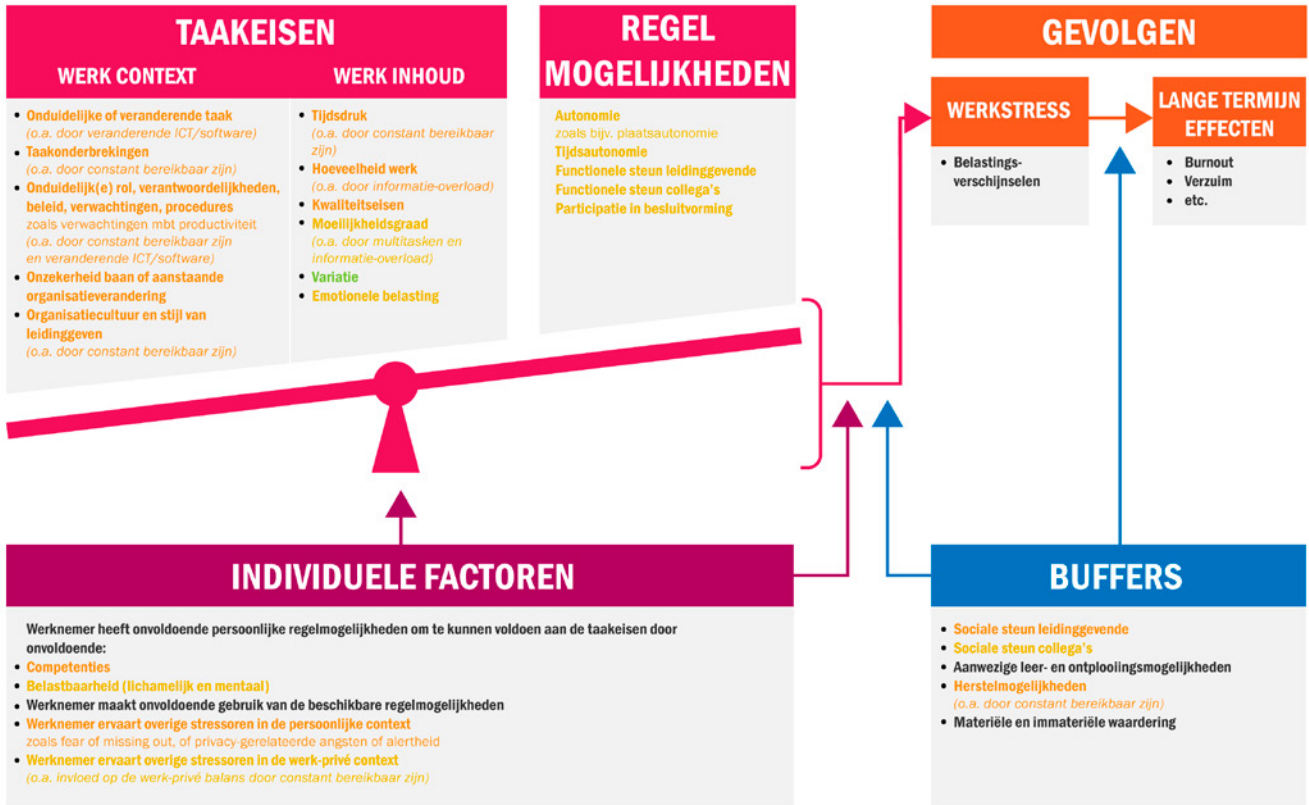 TAAKEISEN
WERK CONTEXT
• Onduidelijke of veranderende taak
(o.a. door veranderende ICT/software)
• Taakonderbrekingen
(o.a. door constant bereikbaar zijn)
• Onduidelijk(e) rol, verantwoordelijkheden,
beleid, verwachtingen, procedures
zoals verwachtingen mbt productiviteit
(o.a. door constant bereikbaar zijn
en veranderende ICT/software)
• Onzekerheid baan of aanstaande
organisatieverandering
• Organisatiecultuur en stijl van
leidinggeven
(o.a. door constant bereikbaar zijn)
WERK INHOUD
• Tijdsdruk
(o.a. door constant bereikbaar
zijn)
• Hoeveelheid werk
(o.a. door informatie-overload)
• Kwaliteitseisen
• Moeilijkheidsgraad
(o.a. door multitasken en
informatie-overload)
• Variatie
• Emotionele belasting
REGEL
MOGELIJKHEDEN
Autonomie
zoals bijv. plaatsautonomie
Tijdsautonomie
Functionele steun leidinggevende
Functionele steun collega's
Participatie in besluitvorming
GEVOLGEN
WERKSTRESS
• Belastings-
verschijnselen
LANGE TERMIJN
EFFECTEN
• Burnout
• Verzuim
• etc.
INDIVIDUELE FACTOREN
Werknemer heeft onvoldoende persoonlijke regelmogelijkheden om te kunnen voldoen aan de taakeisen door
onvoldoende:
• Competenties
• Belastbaarheid (lichamelijk en mentaal)
• Werknemer maakt onvoldoende gebruik van de beschikbare regelmogelijkheden
• Werknemer ervaart overige stressoren in de persoonlijke context
zoals fear of missing out, of privacy-gerelateerde angsten of alertheid
• Werknemer ervaart overige stressoren in de werk-privé context
(o.a. invloed op de werk-privé balans door constant bereikbaar zijn)
BUFFERS
• Sociale steun leidinggevende
• Sociale steun collega's
• Aanwezige leer- en ontplooiingsmogelijkheden
• Herstelmogelijkheden
(o.a. door constant bereikbaar zijn)
• Materiële en immateriële waardering